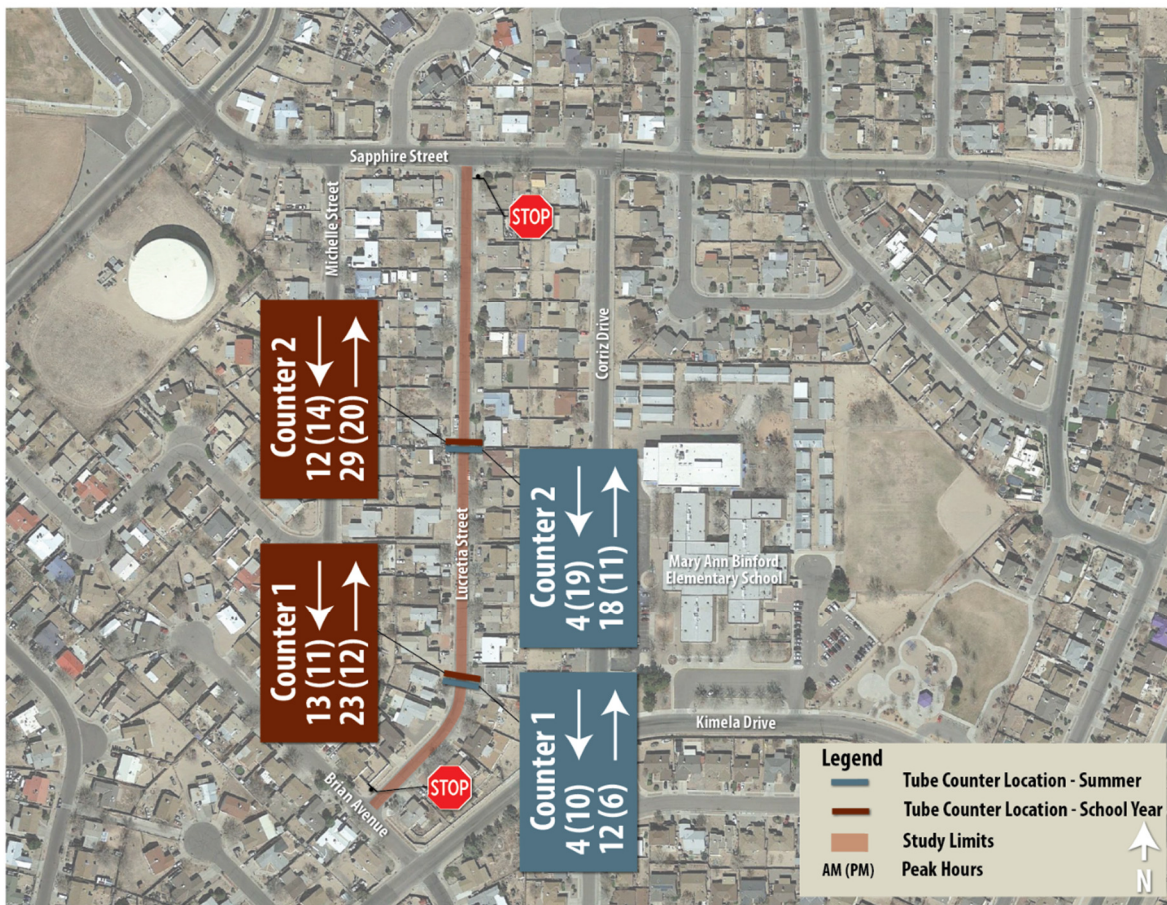 Sapphire Street
STOP
Michelle Street
Corriz Drive
Lucretia Street
Counter 2
12 (14)
29 (20)
Counter 2
4 (19)
18 (11)
Counter 1
13 (11)
23 (12)
Counter 1
4 (10)
12 (6)
Mary Ann Binford
Elementary School
Kimela Drive
Brian Avenue
STOP
Legend
Tube Counter Location - Summer
Tube Counter Location - School Year
Study Limits
AM (PM) Peak Hours
N